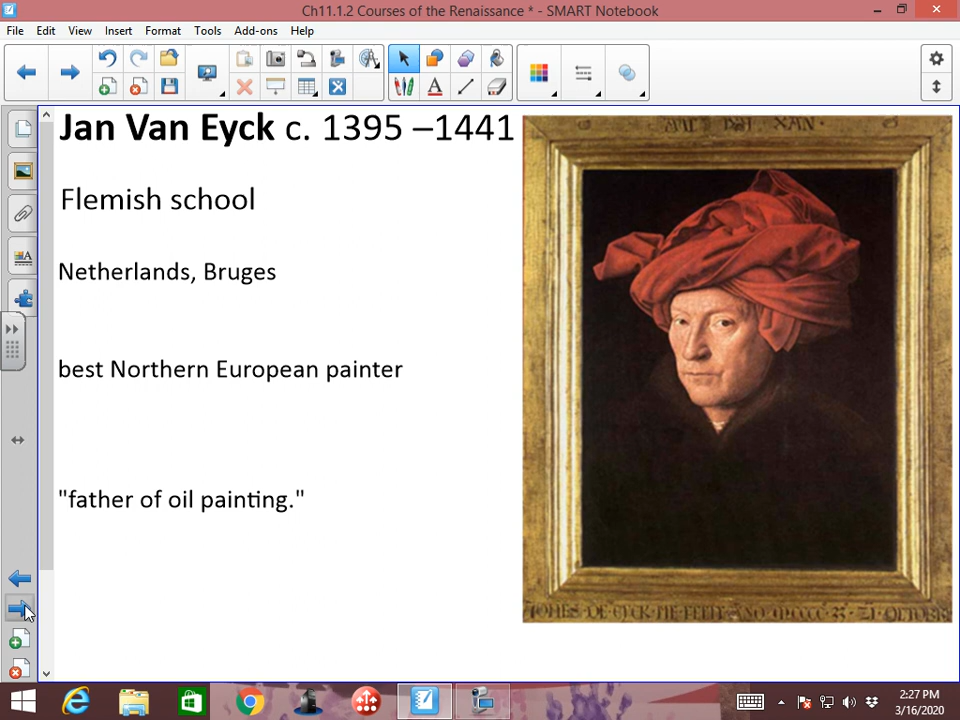 Ch11.1.2 Courses of the Renaissance * - SMART Notebook
File Edit View Insert Format Tools Add-ons Help
Jan Van Eyck c. 1395 –1441
Flemish school
Netherlands, Bruges
best Northern European painter
"father of oil painting."
XAN
2:27 PM
3/16/2020